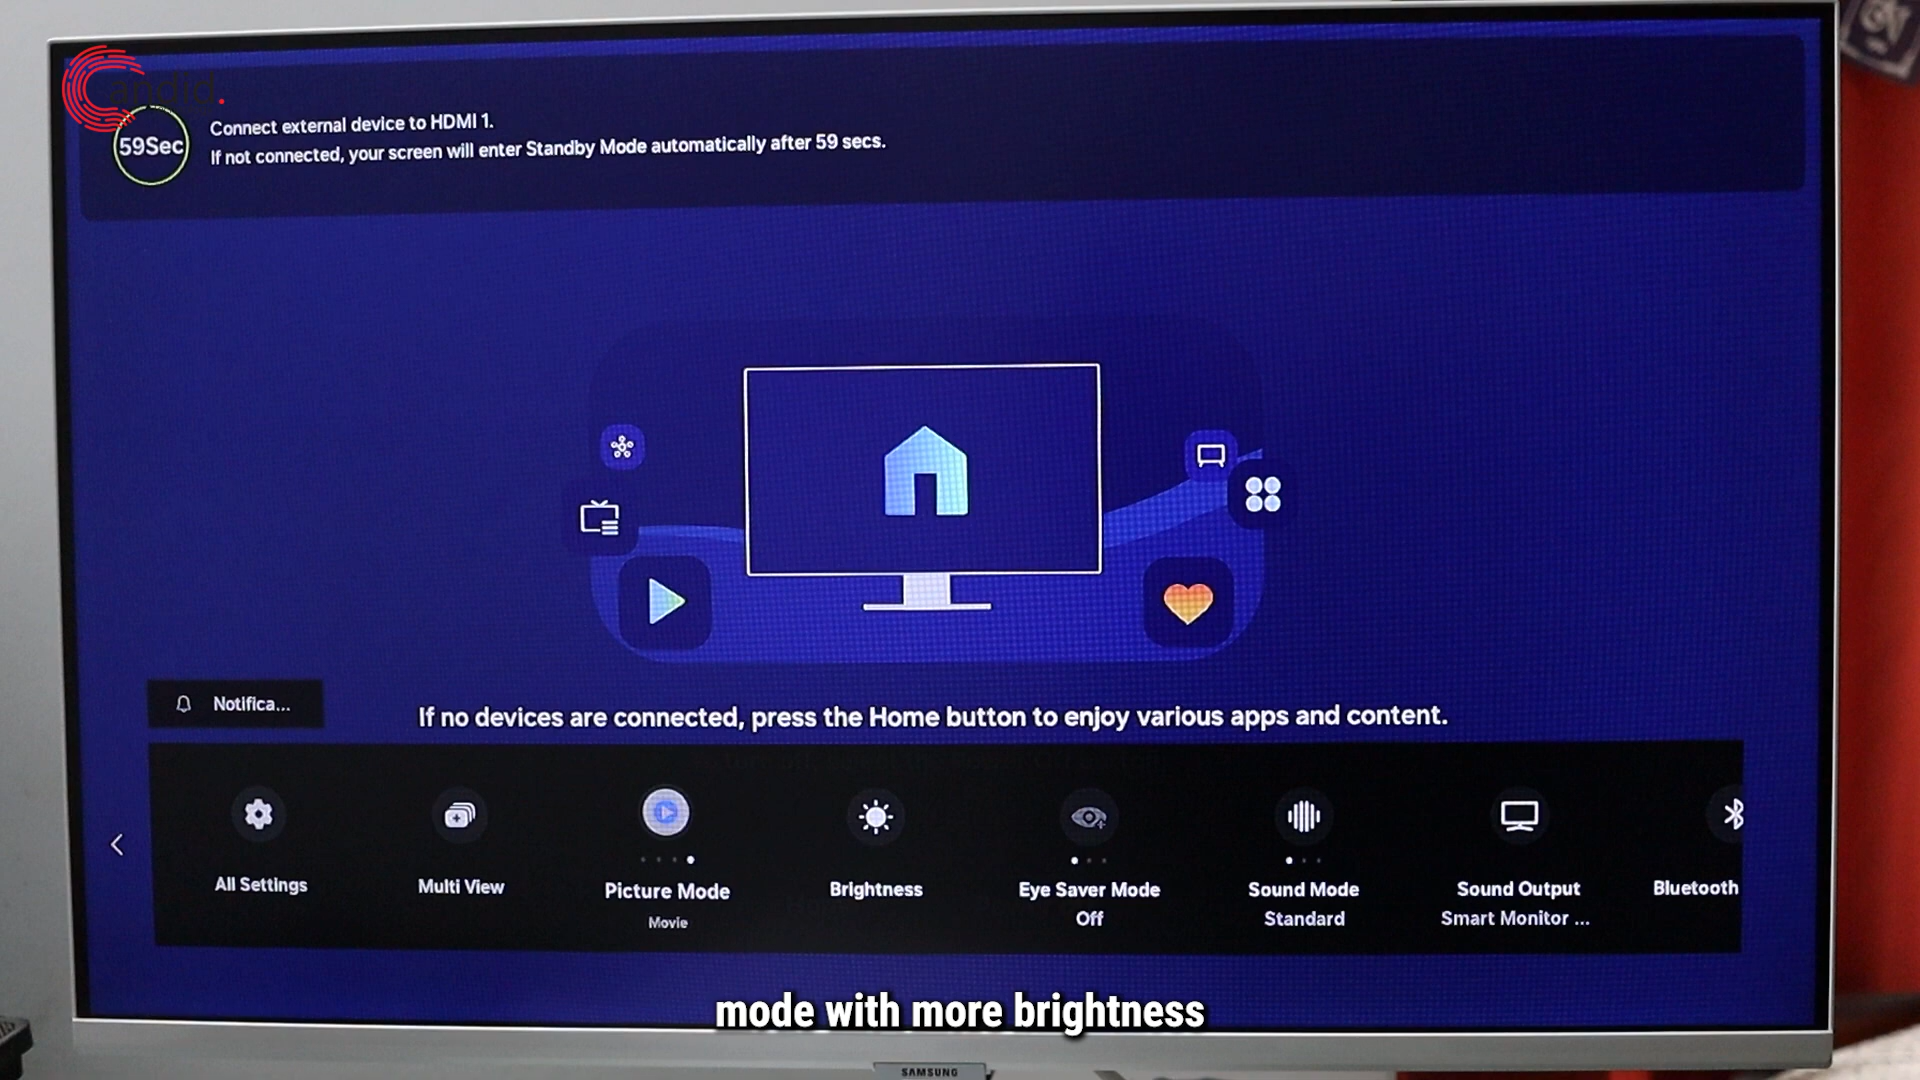 Candid.
59Sec
Connect external device to HDMI 1.
If not connected, your screen will enter Standby Mode automatically after 59 secs.
Notifica...
If no devices are connected, press the Home button to enjoy various apps and content.
All Settings
Multi View
Picture Mode
Movie
Brightness
Eye Saver Mode
Off
Sound Mode
Standard
Sound Output
Smart Monitor ...
Bluetooth
mode with more brightness
SAMSUNG